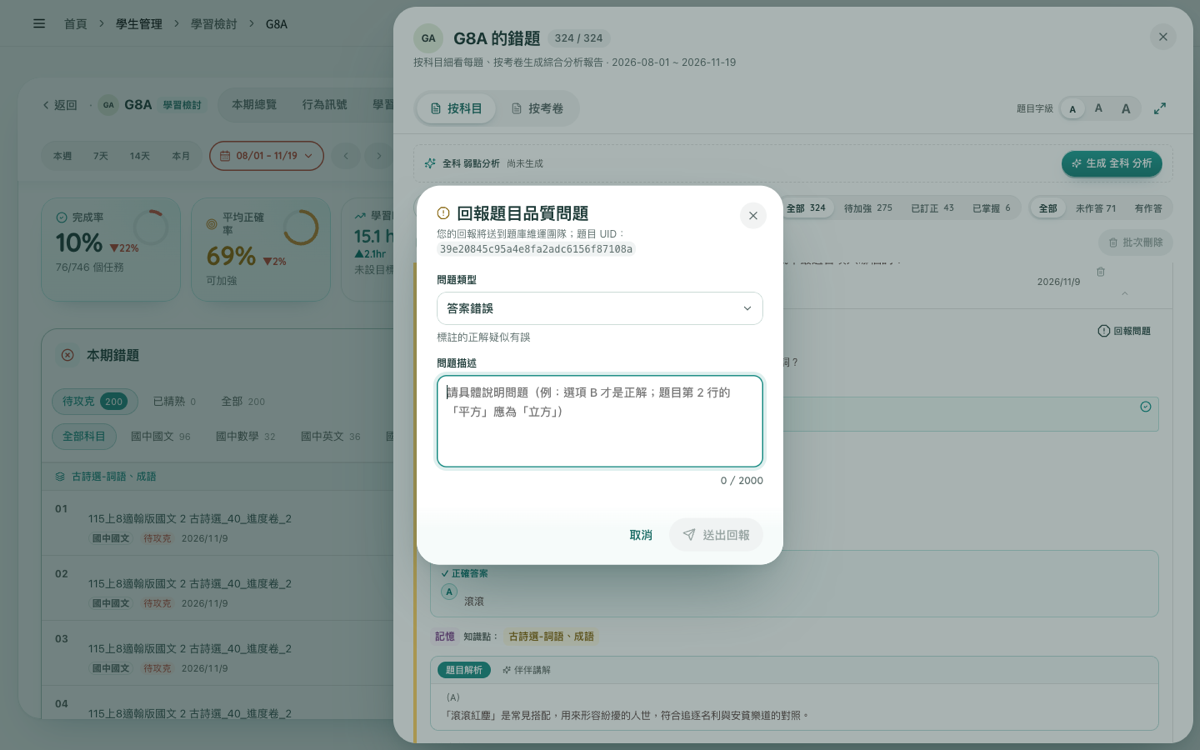 首頁 > 學生管理 > 學習檢討 > G8A
返回 · GA G8A 學習檢討 本期總覽 行為訊號
本週 7天 14天 本月 08/01 - 11/19
完成率
10% ▼22%
76/746 個任務
平均正確率
69% ▼2%
可加強
15.1
▲2.1hr
本期錯題
待攻克 200 已精熟 0 全部 200
全部科目 國中國文 96 國中數學 32 國中英文 36
古詩選-詞語、成語
01
115上8適翰版國文 2 古詩選_40_進度卷_2
國中國文 待攻克 2026/11/9
02
115上8適翰版國文 2 古詩選_40_進度卷_2
國中國文 待攻克 2026/11/9
03
115上8適翰版國文 2 古詩選_40_進度卷_2
國中國文 待攻克 2026/11/9
04
115上8適翰版國文 2 古詩選_40_進度卷_2
GA G8A 的錯題 324 / 324
按科目細看每題、按考卷生成綜合分析報告 · 2026-08-01 ~ 2026-11-19
按科目 按考卷
題目字級 A A A
全科 弱點分析 尚未生成
生成 全科 分析
全部 324 待加強 275 已訂正 43 已掌握 6 全部 未作答 71 有作答
批次刪除
2026/11/9
回報問題
回報題目品質問題
您的回報將送到題庫維運團隊；題目 UID：
39e20845c95a4e8fa2adc6156f87108a
問題類型
答案錯誤
標註的正解疑似有誤
問題描述
請具體說明問題（例：選項 B 才是正解；題目第 2 行的
「平方」應為「立方」）
0 / 2000
取消 送出回報
正確答案
A
滾滾
記憶 知識點： 古詩選-詞語、成語
題目解析 伴伴講解
(A)
「滾滾紅塵」是常見搭配，用來形容紛擾的人世，符合追逐名利與安貧樂道的對照。